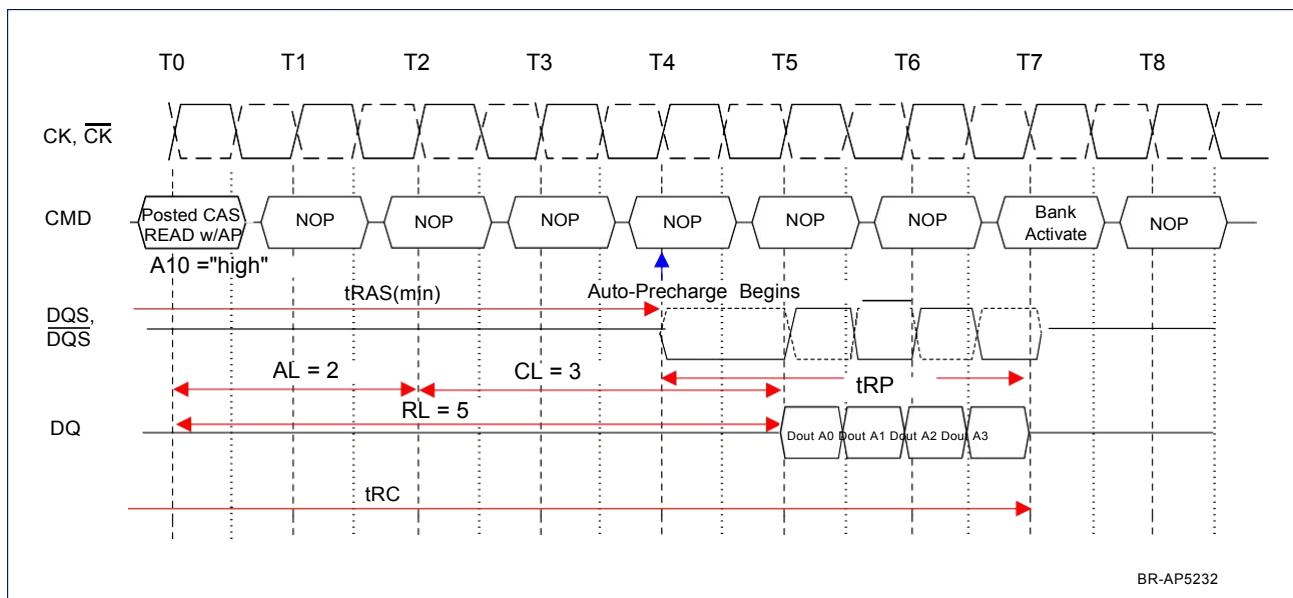 T0 T1 T2 T3 T4 T5 T6 T7 T8
CK, CK
CMD
Posted CAS
READ w/AP
NOP NOP NOP NOP NOP NOP
Bank
Activate
NOP
A10 ="high"
tRAS(min)
Auto-Precharge Begins
DQS,
DQS
AL = 2
CL = 3
tRP
RL = 5
DQ
Dout A0 Dout A1 Dout A2 Dout A3
tRC
BR-AP5232